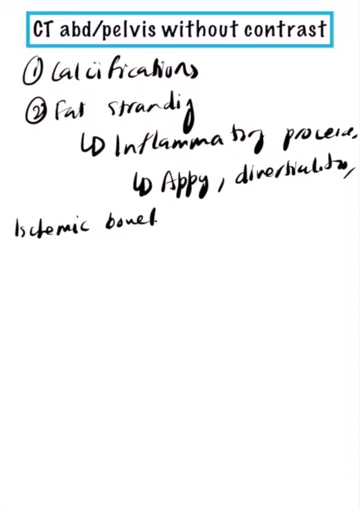 CT abd/pelvis without contrast
① Calcifications
② Fat stranding
↳ Inflammatory process,
↳ Appy, diverticulitis,
Ischemic bowel